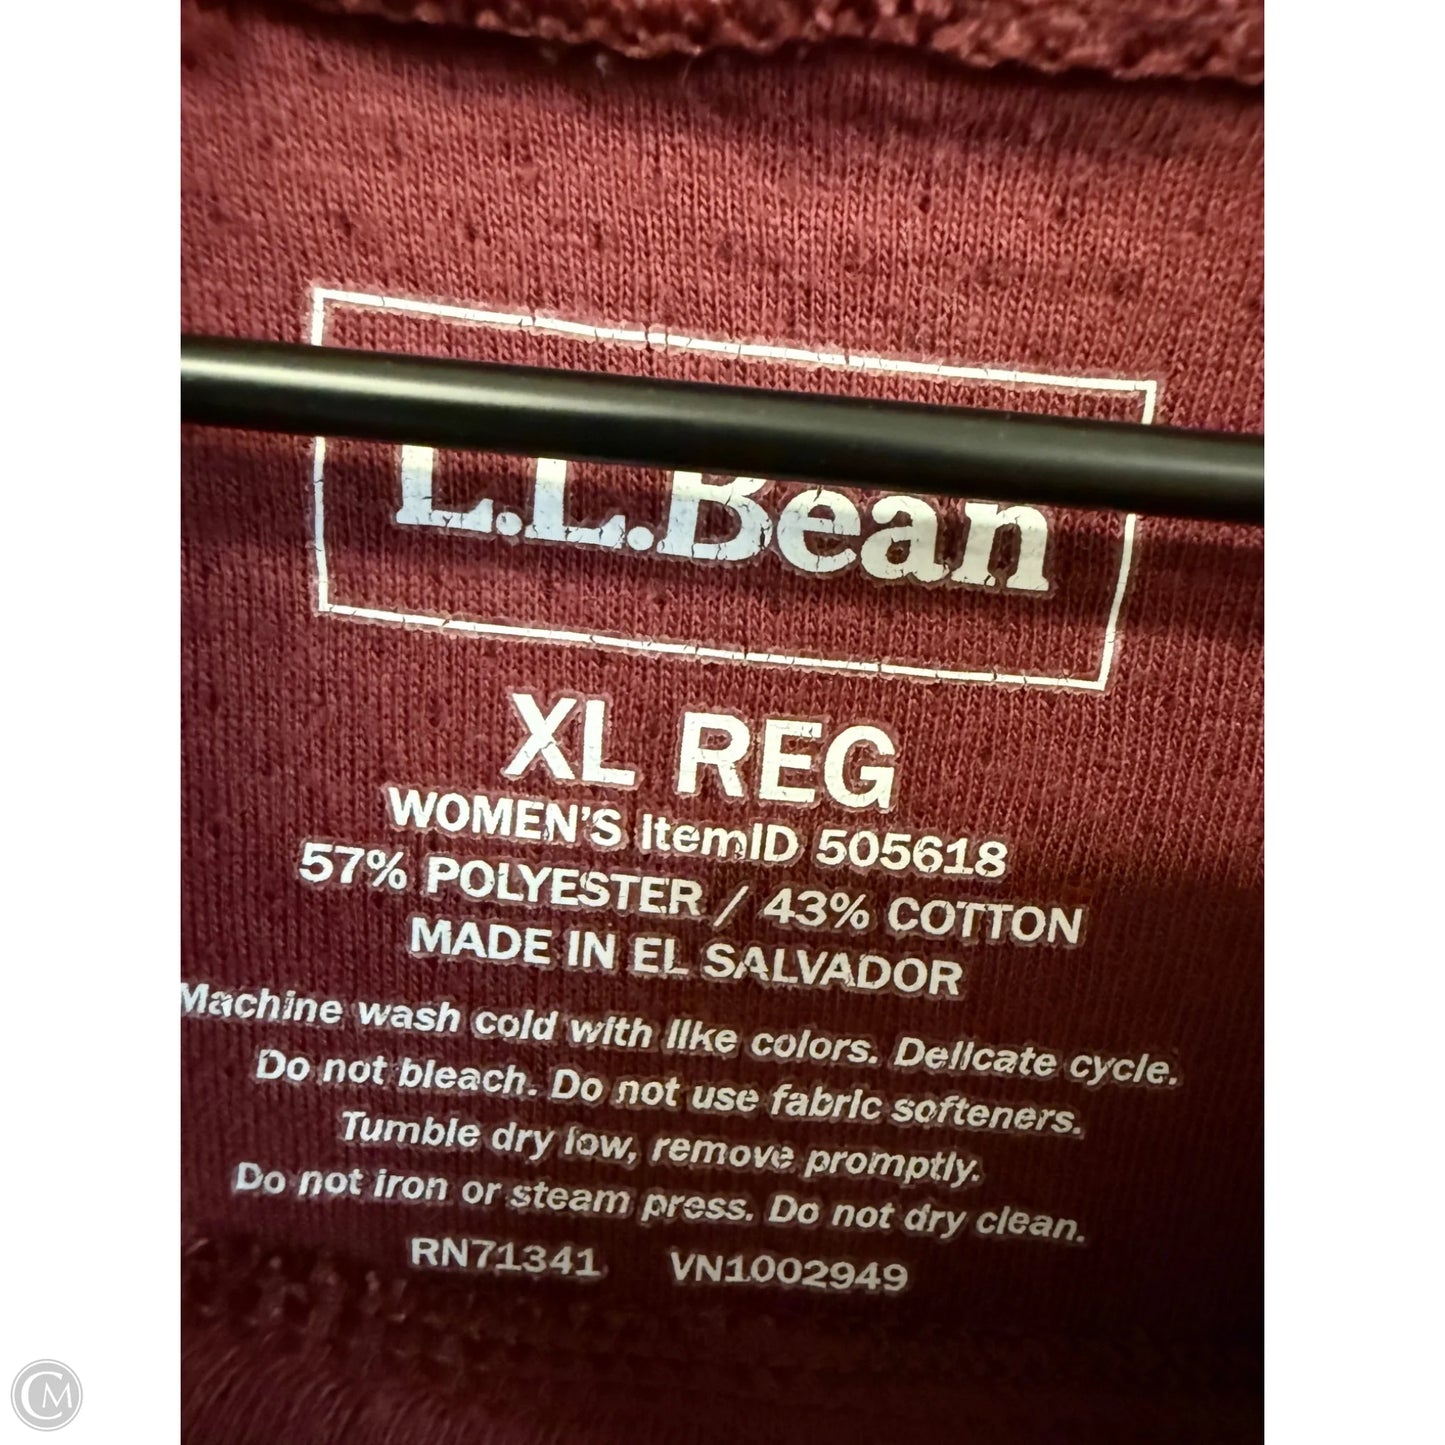 L.L.Bean
XL REG
WOMEN'S ItemID 505618
57% POLYESTER / 43% COTTON
MADE IN EL SALVADOR
Machine wash cold with like colors. Delicate cycle.
Do not bleach. Do not use fabric softeners.
Tumble dry low, remove promptly.
Do not iron or steam press. Do not dry clean.
RN71341 VN1002949
CM